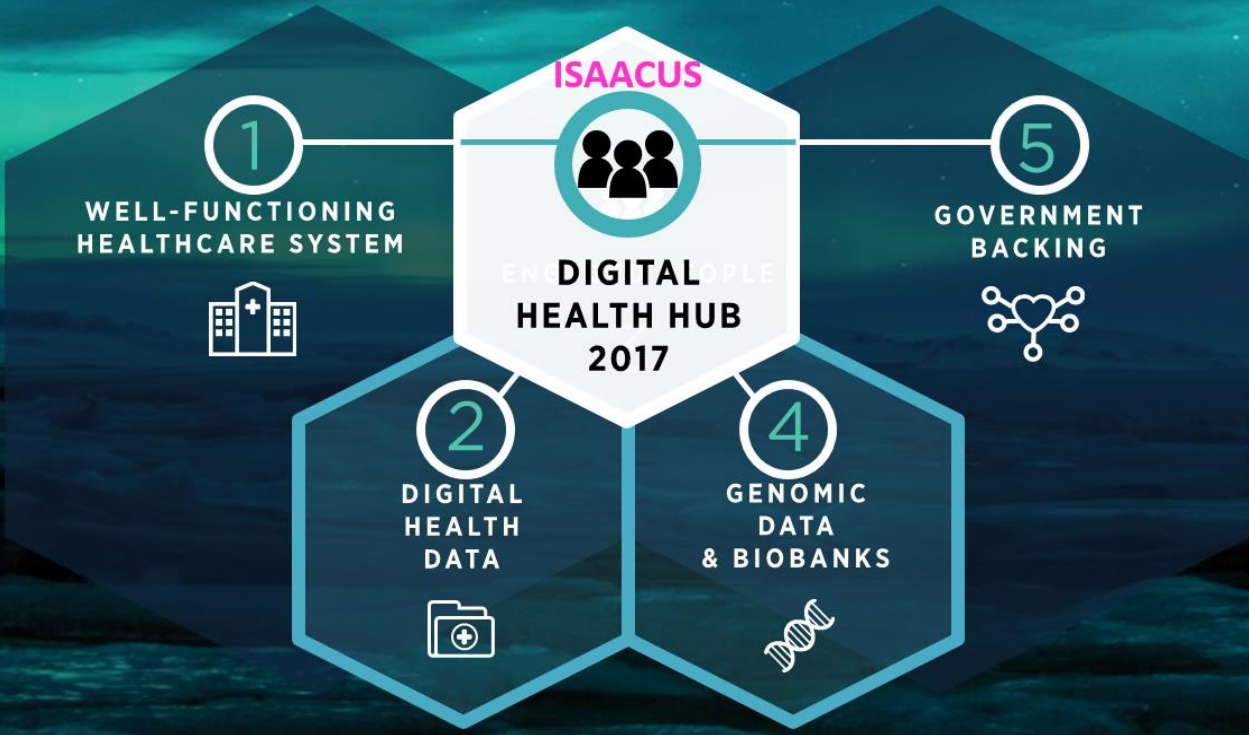 ISAACUS
1
WELL-FUNCTIONING
HEALTHCARE SYSTEM
DIGITAL
HEALTH HUB
2017
5
GOVERNMENT
BACKING
2
DIGITAL
HEALTH
DATA
4
GENOMIC
DATA
& BIOBANKS